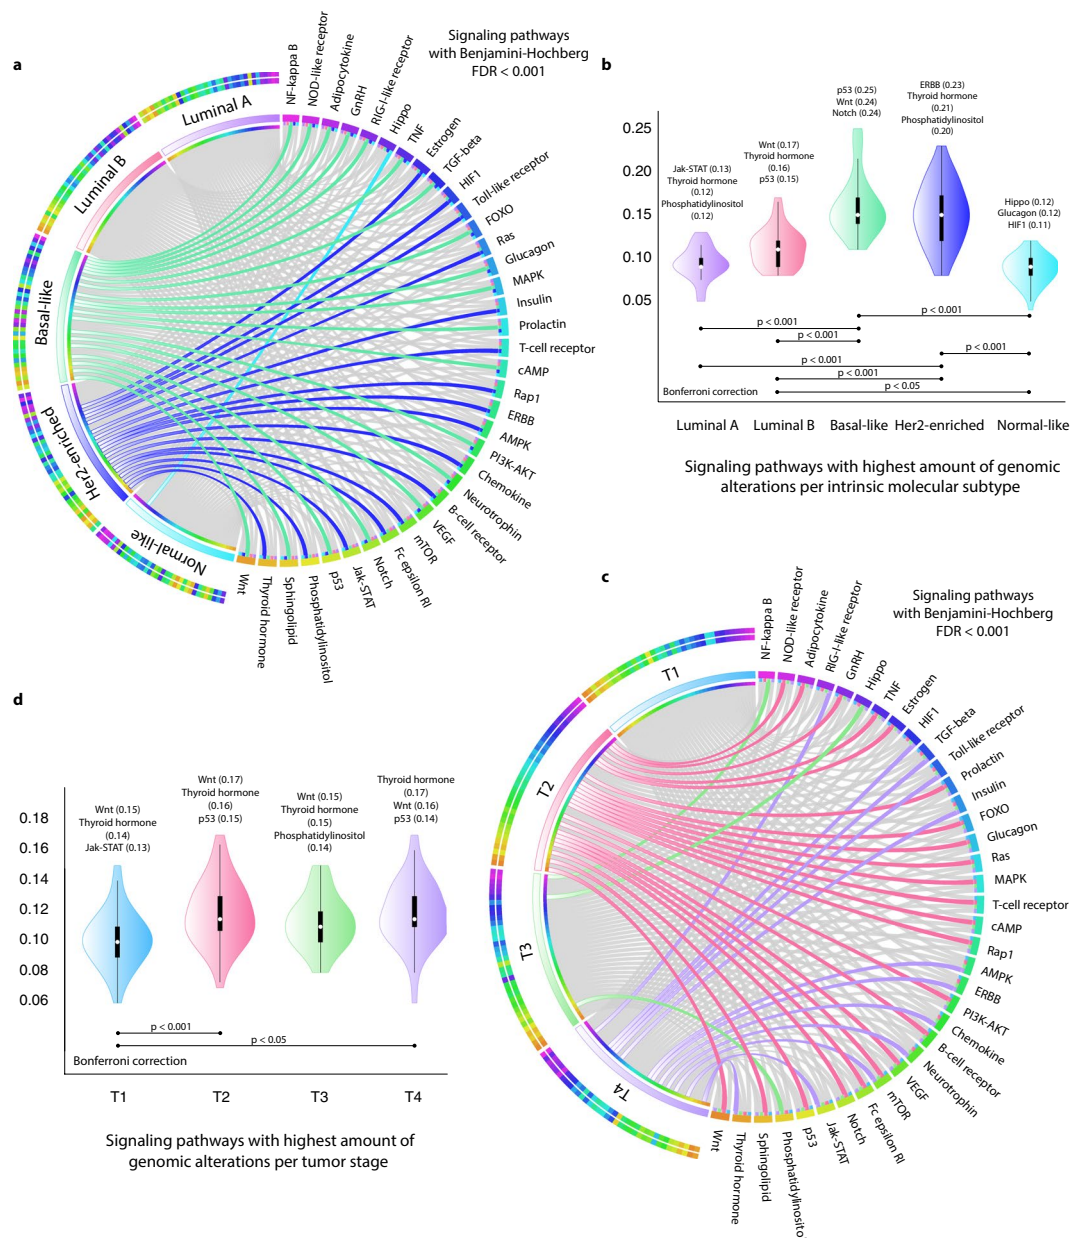 a
Signaling pathways
with Benjamini-Hochberg
FDR < 0.001
Luminal A
Luminal B
Basal-like
Her2-enriched
Normal-like
NF-kappa B
NOD-like receptor
Adipocytokine
GnRH
RIG-I-like receptor
Hippo
TNF
Estrogen
TGF-beta
HIF1
Toll-like receptor
FOXO
Ras
Glucagon
MAPK
Insulin
Prolactin
T-cell receptor
cAMP
Rap1
ERBB
AMPK
PI3K-AKT
Chemokine
Neurotrophin
B-cell receptor
VEGF
mTOR
Fc epsilon RI
Notch
Jak-STAT
p53
Phosphatidylinositol
Sphingolipid
Thyroid hormone
Wnt
b
Jak-STAT (0.13)
Thyroid hormone
(0.12)
Phosphatidylinositol
(0.12)
Wnt (0.17)
Thyroid hormone
(0.16)
p53 (0.15)
p53 (0.25)
Wnt (0.24)
Notch (0.24)
ERBB (0.23)
Thyroid hormone
(0.21)
Phosphatidylinositol
(0.20)
Hippo (0.12)
Glucagon (0.12)
HIF1 (0.11)
0.25
0.20
0.15
0.10
0.05
p < 0.001
p < 0.001
p < 0.001
p < 0.001
p < 0.001
p < 0.001
p < 0.05
Bonferroni correction
Luminal A Luminal B Basal-like Her2-enriched Normal-like
Signaling pathways with highest amount of genomic
alterations per intrinsic molecular subtype
c
Signaling pathways
with Benjamini-Hochberg
FDR < 0.001
T1
T2
T3
T4
NF-kappa B
NOD-like receptor
Adipocytokine
RIG-I-like receptor
GnRH
Hippo
TNF
Estrogen
HIF1
TGF-beta
Toll-like receptor
Prolactin
Insulin
FOXO
Glucagon
Ras
MAPK
T-cell receptor
cAMP
Rap1
AMPK
ERBB
PI3K-AKT
Chemokine
B-cell receptor
Neurotrophin
VEGF
mTOR
Fc epsilon RI
Notch
Jak-STAT
p53
Phosphatidylinosito
Sphingolipid
Thyroid hormone
Wnt
d
Wnt (0.15)
Thyroid hormone
(0.14)
Jak-STAT (0.13)
Wnt (0.17)
Thyroid hormone
(0.16)
p53 (0.15)
Wnt (0.15)
Thyroid hormone
(0.15)
Phosphatidylinositol
(0.14)
Thyroid hormone
(0.17)
Wnt (0.16)
p53 (0.14)
0.18
0.16
0.14
0.12
0.10
0.08
0.06
p < 0.001
p < 0.05
Bonferroni correction
T1 T2 T3 T4
Signaling pathways with highest amount of
genomic alterations per tumor stage